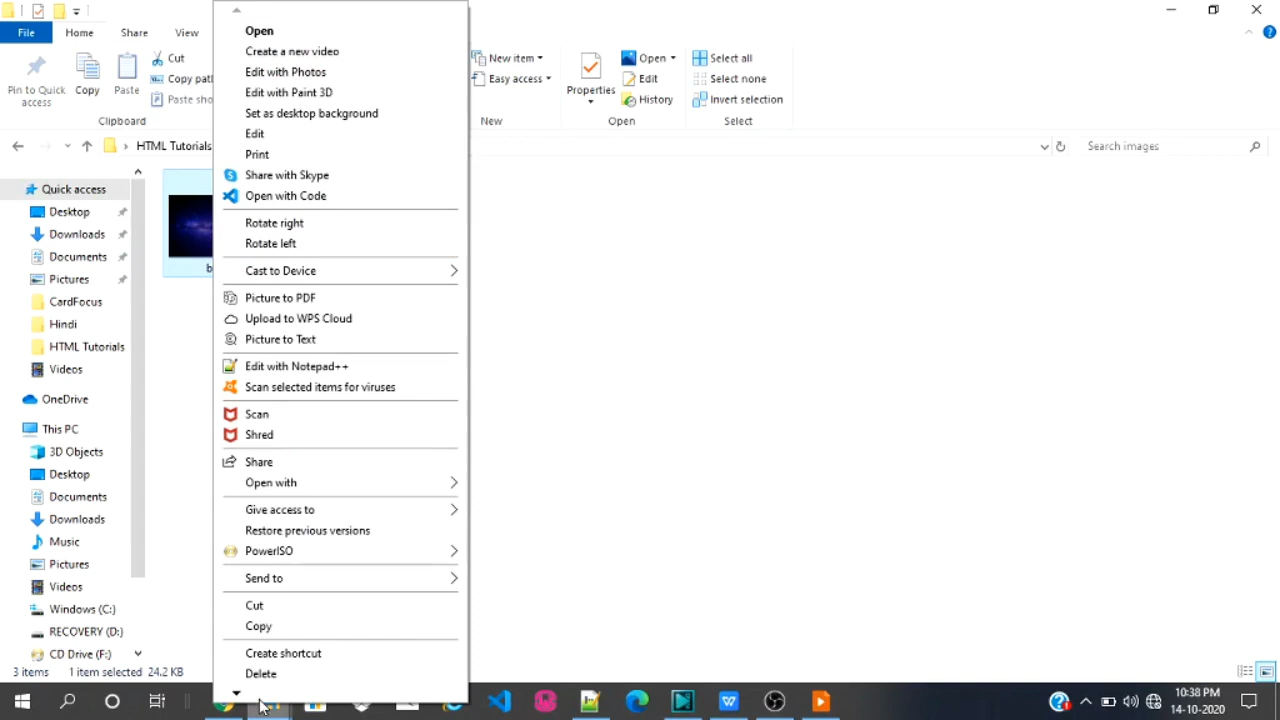 File
Home
Share
View
Pin to Quick access
Copy
Paste
Cut
Copy pat
Paste sho
Clipboard
New item
Easy access
New
Properties
Open
Edit
History
Open
Select all
Select none
Invert selection
Select
HTML Tutorials
Search images
Quick access
Desktop
Downloads
Documents
Pictures
CardFocus
Hindi
HTML Tutorials
Videos
OneDrive
This PC
3D Objects
Desktop
Documents
Downloads
Music
Pictures
Videos
Windows (C:)
RECOVERY (D:)
CD Drive (F:)
b
Open
Create a new video
Edit with Photos
Edit with Paint 3D
Set as desktop background
Edit
Print
Share with Skype
Open with Code
Rotate right
Rotate left
Cast to Device
Picture to PDF
Upload to WPS Cloud
Picture to Text
Edit with Notepad++
Scan selected items for viruses
Scan
Shred
Share
Open with
Give access to
Restore previous versions
PowerISO
Send to
Cut
Copy
Create shortcut
Delete
3 items 1 item selected 24.2 KB
10:38 PM
14-10-2020